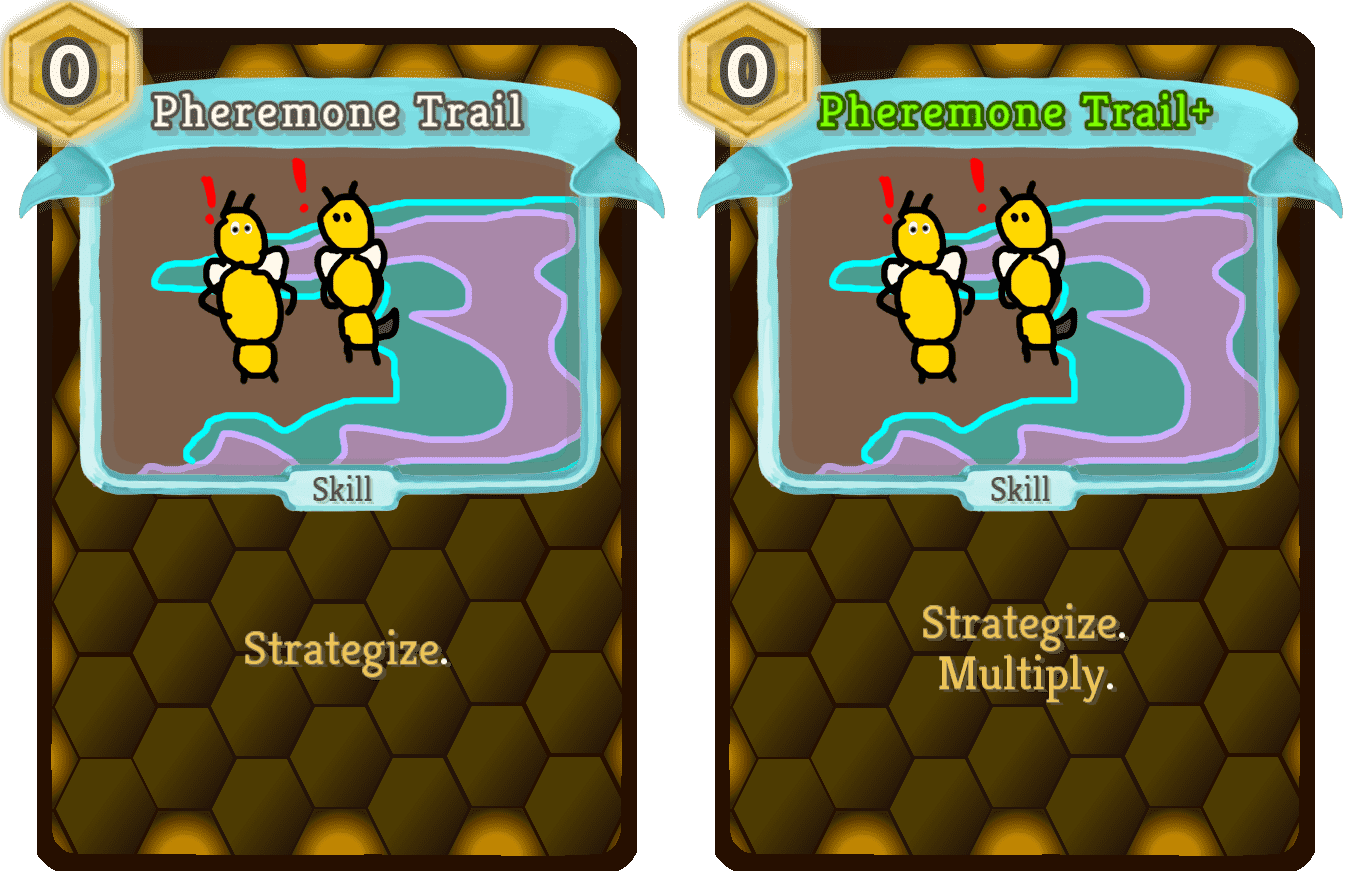 0
Pheremone Trail
!
!
Skill
Strategize.
0
Pheremone Trail+
!
!
Skill
Strategize.
Multiply.